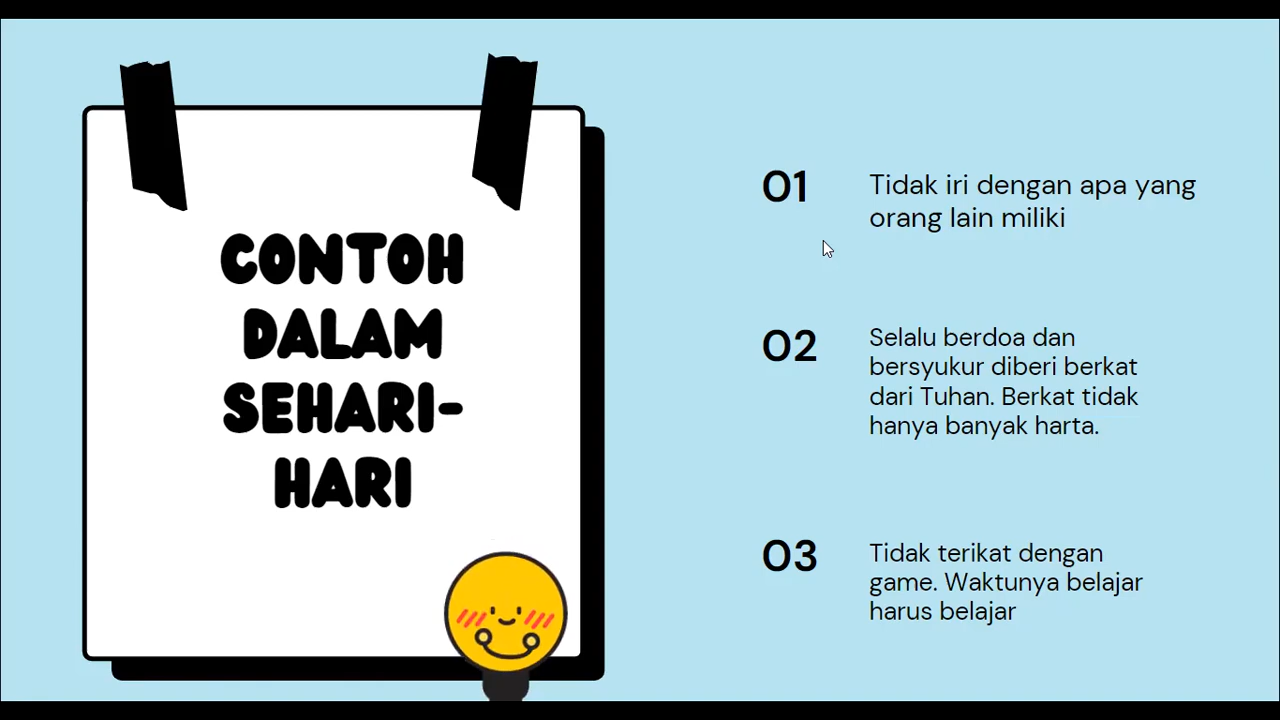 CONTOH
DALAM
SEHARI-
HARI
01
Tidak iri dengan apa yang
orang lain miliki
02
Selalu berdoa dan
bersyukur diberi berkat
dari Tuhan. Berkat tidak
hanya banyak harta.
03
Tidak terikat dengan
game. Waktunya belajar
harus belajar